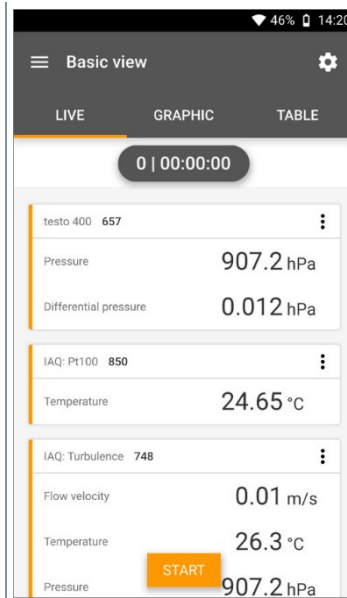 46% 14:20
Basic view
LIVE GRAPHIC TABLE
0 | 00:00:00
testo 400 657
Pressure 907.2 hPa
Differential pressure 0.012 hPa
IAQ: Pt100 850
Temperature 24.65 °C
IAQ: Turbulence 748
Flow velocity 0.01 m/s
Temperature 26.3 °C
START
Pressure 907.2 hPa